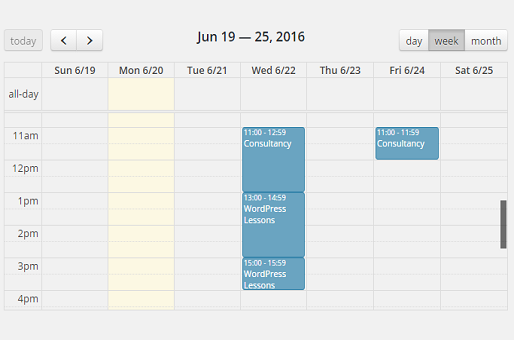 today
Jun 19 — 25, 2016
day week month
Sun 6/19 Mon 6/20 Tue 6/21 Wed 6/22 Thu 6/23 Fri 6/24 Sat 6/25
all-day
11am
11:00 - 12:59
Consultancy
11:00 - 11:59
Consultancy
12pm
1pm
13:00 - 14:59
WordPress
Lessons
2pm
3pm
15:00 - 15:59
WordPress
Lessons
4pm